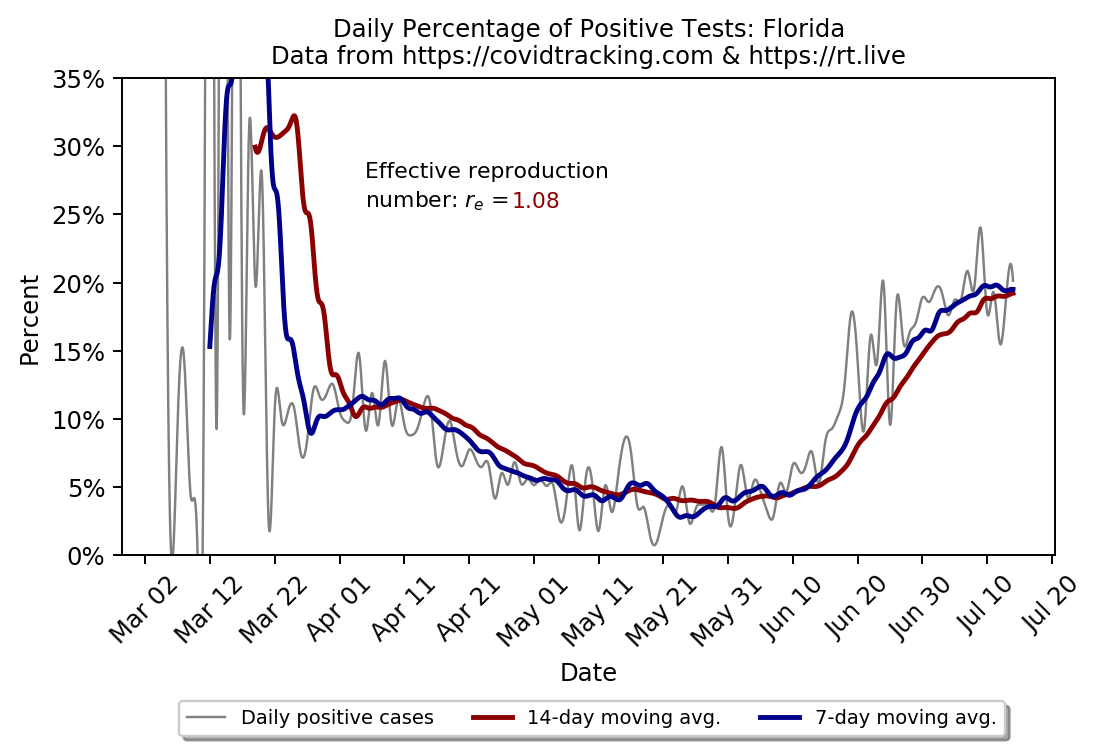 Daily Percentage of Positive Tests: Florida
Data from https://covidtracking.com & https://rt.live
35%
30%
25%
20%
15%
10%
5%
0%
Percent
Effective reproduction
number: rₑ =1.08
Mar 02
Mar 12
Mar 22
Apr 01
Apr 11
Apr 21
May 01
May 11
May 21
May 31
Jun 10
Jun 20
Jun 30
Jul 10
Jul 20
Date
Daily positive cases
14-day moving avg.
7-day moving avg.